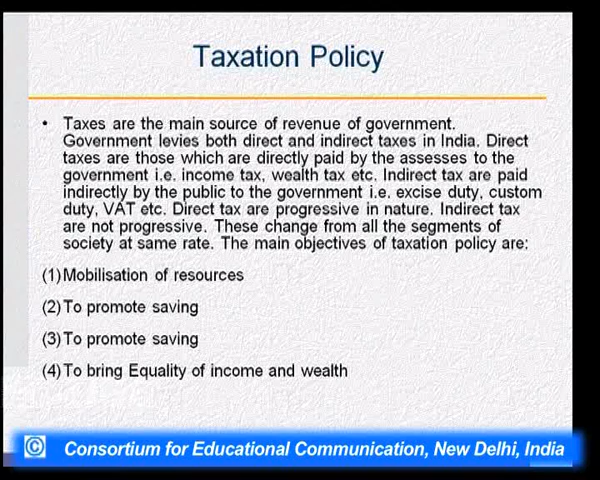 Taxation Policy
• Taxes are the main source of revenue of government.
Government levies both direct and indirect taxes in India. Direct
taxes are those which are directly paid by the assesses to the
government i.e. income tax, wealth tax etc. Indirect tax are paid
indirectly by the public to the government i.e. excise duty, custom
duty, VAT etc. Direct tax are progressive in nature. Indirect tax
are not progressive. These change from all the segments of
society at same rate. The main objectives of taxation policy are:
(1) Mobilisation of resources
(2) To promote saving
(3) To promote saving
(4) To bring Equality of income and wealth
© Consortium for Educational Communication, New Delhi, India